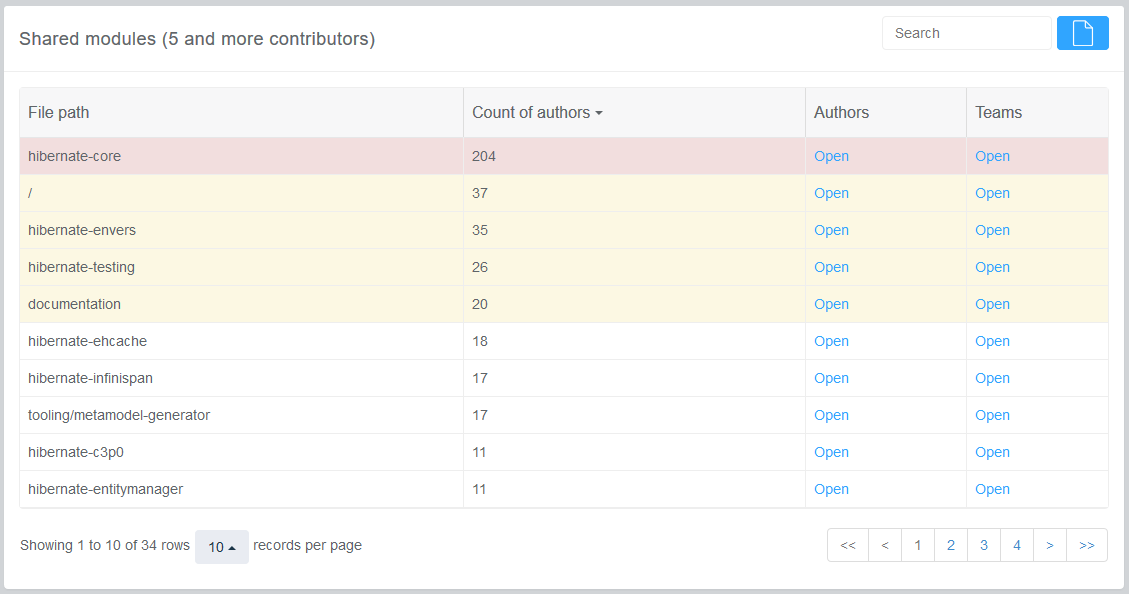 Shared modules (5 and more contributors)
Search
File path Count of authors Authors Teams
hibernate-core 204 Open Open
/ 37 Open Open
hibernate-envers 35 Open Open
hibernate-testing 26 Open Open
documentation 20 Open Open
hibernate-ehcache 18 Open Open
hibernate-infinispan 17 Open Open
tooling/metamodel-generator 17 Open Open
hibernate-c3p0 11 Open Open
hibernate-entitymanager 11 Open Open
Showing 1 to 10 of 34 rows 10 records per page << < 1 2 3 4 > >>